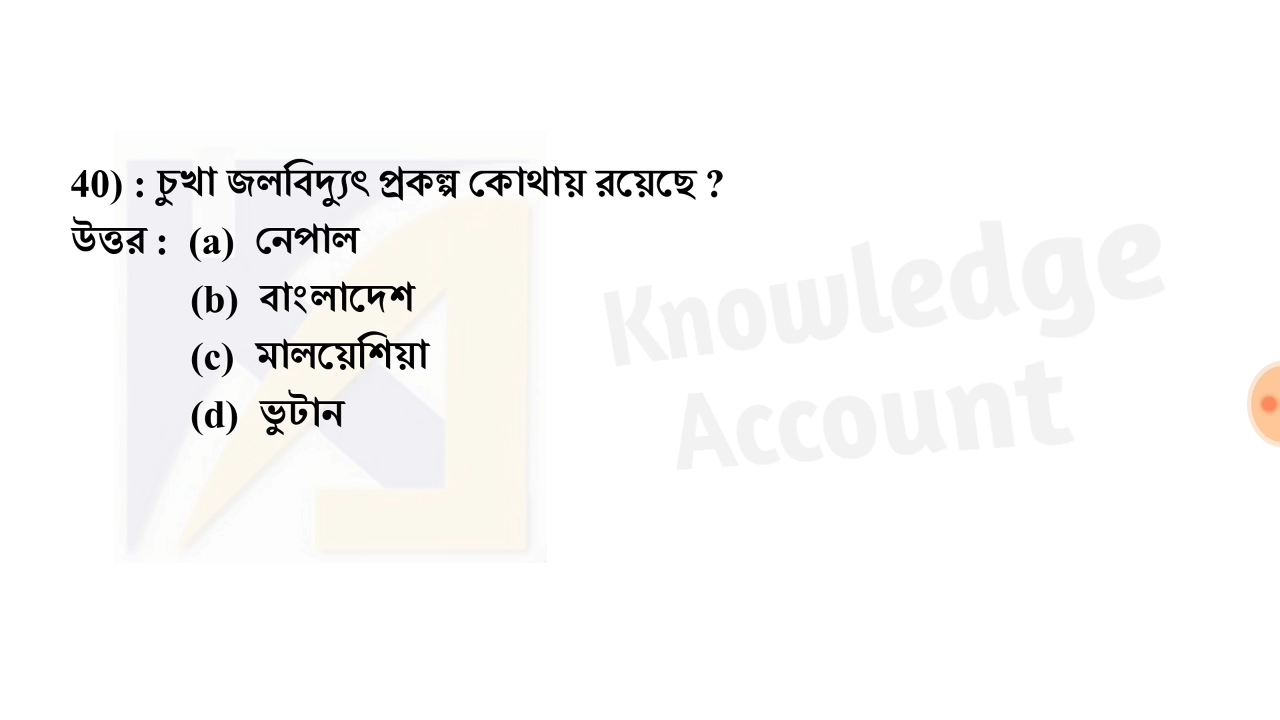 40) : চুখা জলবিদ্যুৎ প্রকল্প কোথায় রয়েছে ?
উত্তর : (a) নেপাল
(b) বাংলাদেশ
(c) মালয়েশিয়া
(d) ভুটান
Knowledge
Account